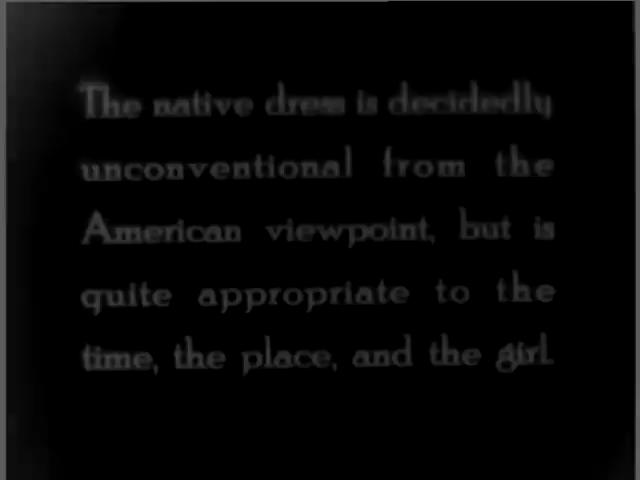 The native dress is decidedly
unconventional from the
American viewpoint, but is
quite appropriate to the
time, the place, and the girl.